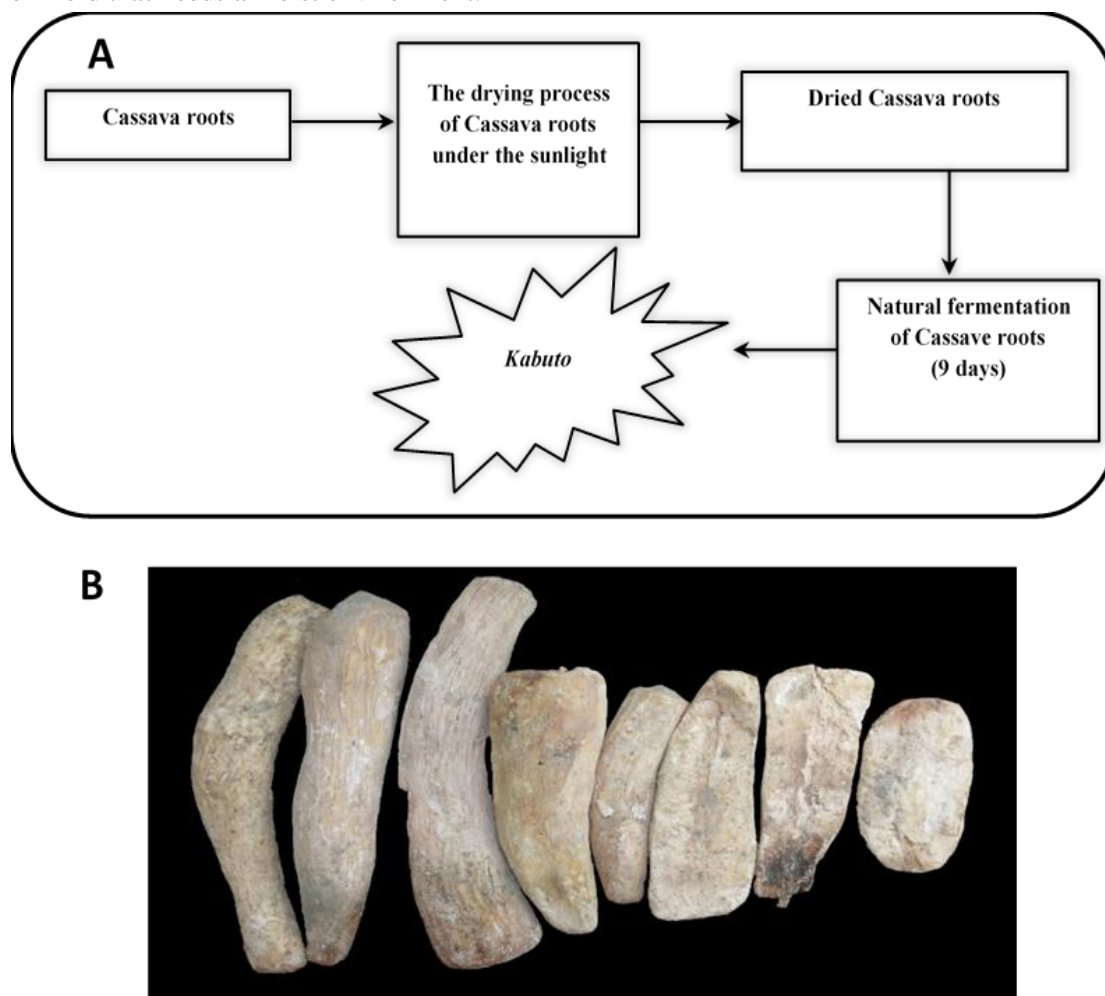 A
Cassava roots
The drying process
of Cassava roots
under the sunlight
Dried Cassava roots
Natural fermentation
of Cassave roots
(9 days)
Kabuto
B